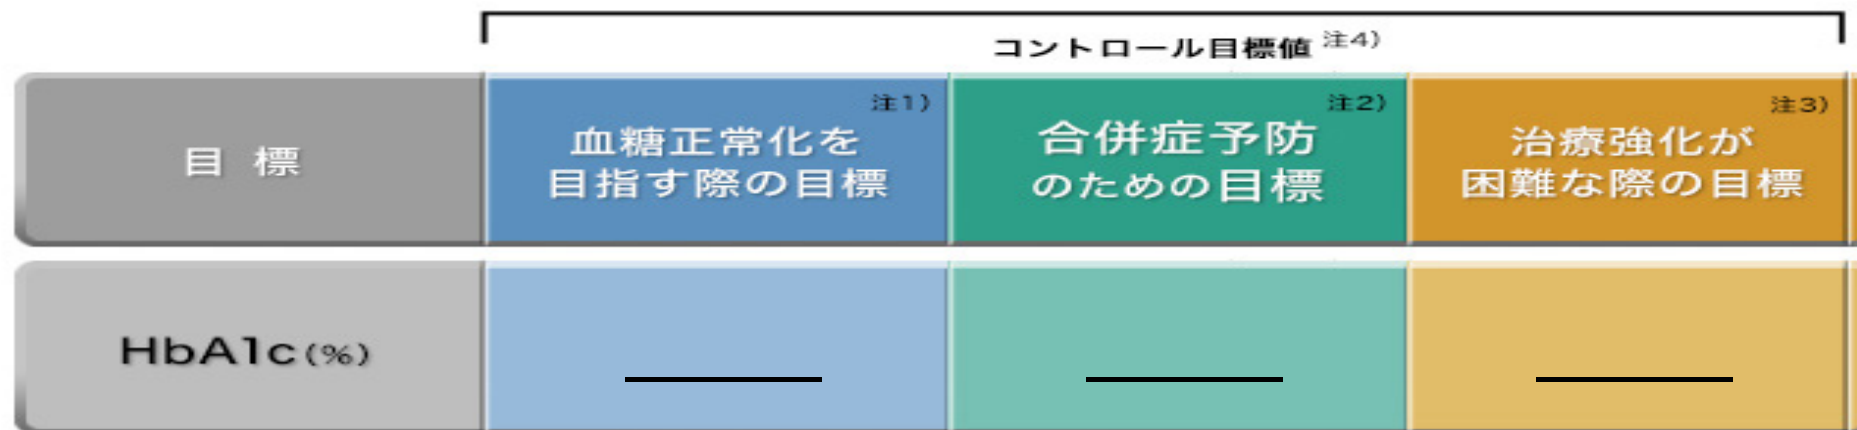 コントロール目標値 注4)
目標
注1)
血糖正常化を
目指す際の目標
注2)
合併症予防
のための目標
注3)
治療強化が
困難な際の目標
HbA1c(%)